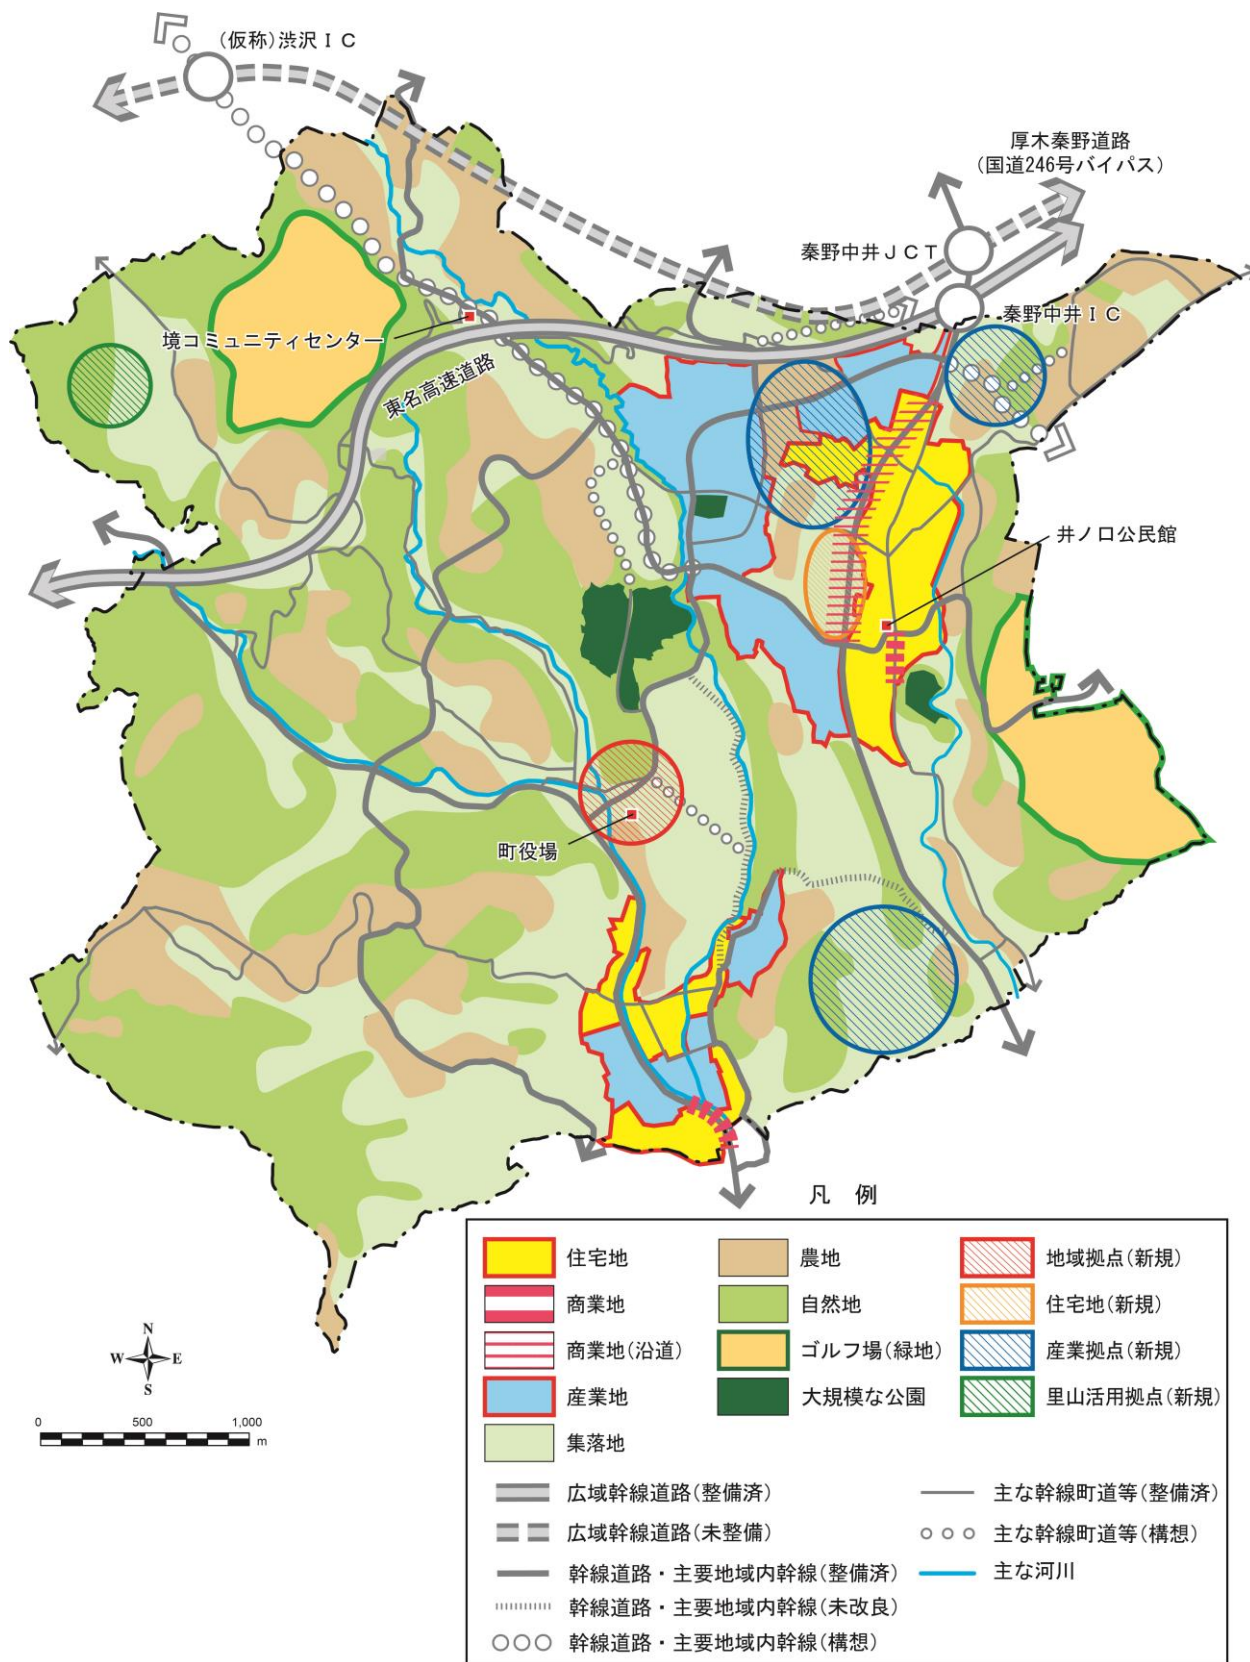 (仮称)渋沢IC
厚木秦野道路
(国道246号バイパス)
秦野中井JCT
秦野中井IC
境コミュニティセンター
東名高速道路
井ノ口公民館
町役場
凡 例
住宅地
農地
地域拠点(新規)
商業地
自然地
住宅地(新規)
商業地(沿道)
ゴルフ場(緑地)
産業拠点(新規)
産業地
大規模な公園
里山活用拠点(新規)
集落地
広域幹線道路(整備済)
主な幹線町道等(整備済)
広域幹線道路(未整備)
主な幹線町道等(構想)
幹線道路・主要地域内幹線(整備済)
主な河川
幹線道路・主要地域内幹線(未改良)
幹線道路・主要地域内幹線(構想)
N
W E
S
0 500 1,000
m